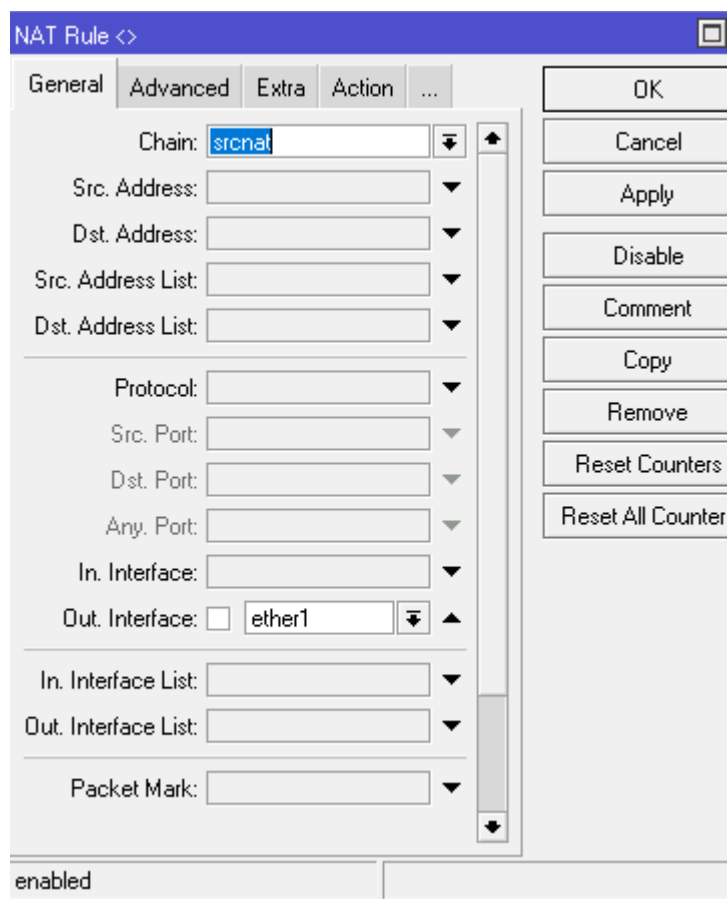 NAT Rule <>
General Advanced Extra Action ...
Chain: srcnat
Src. Address:
Dst. Address:
Src. Address List:
Dst. Address List:
Protocol:
Src. Port:
Dst. Port:
Any. Port:
In. Interface:
Out. Interface: ether1
In. Interface List:
Out. Interface List:
Packet Mark:
OK
Cancel
Apply
Disable
Comment
Copy
Remove
Reset Counters
Reset All Counter
enabled